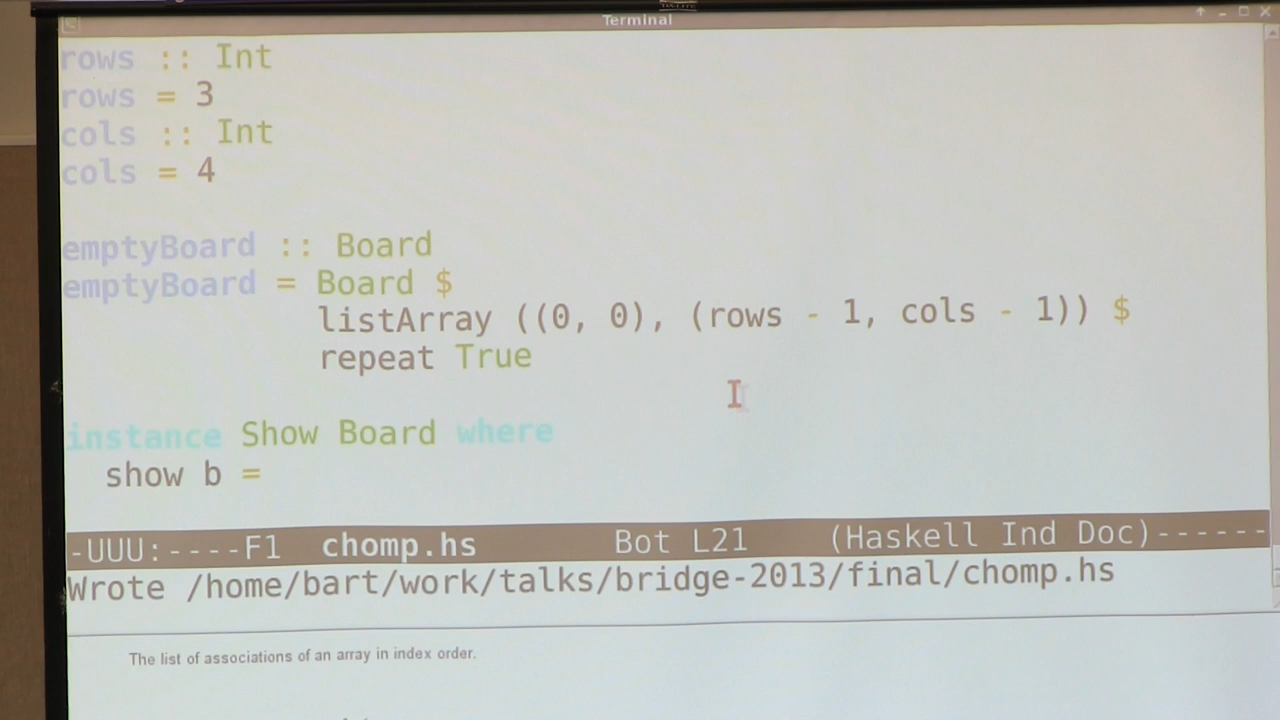 Terminal
rows :: Int
rows = 3
cols :: Int
cols = 4
emptyBoard :: Board
emptyBoard = Board $
listArray ((0, 0), (rows - 1, cols - 1)) $
repeat True
instance Show Board where
show b =
-UUU:----F1 chomp.hs Bot L21 (Haskell Ind Doc)------
Wrote /home/bart/work/talks/bridge-2013/final/chomp.hs
The list of associations of an array in index order.